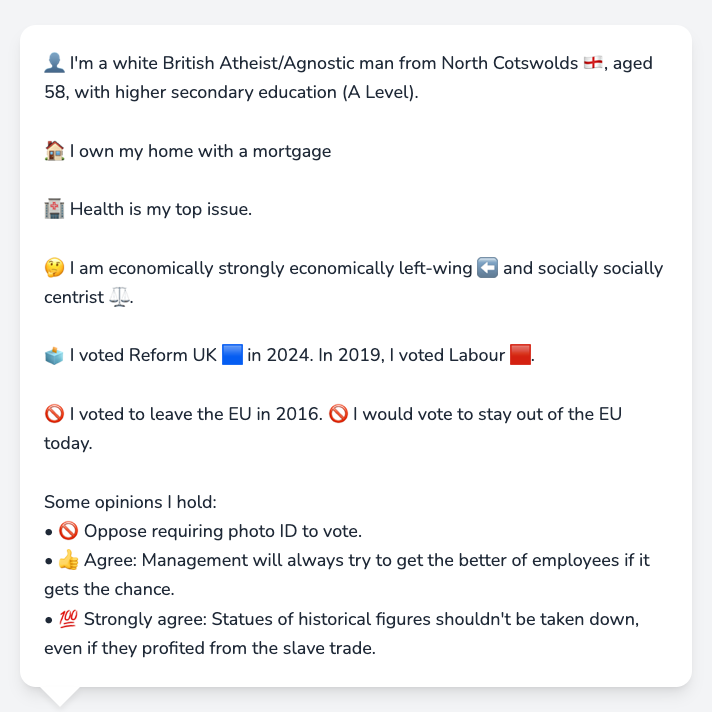 👤 I'm a white British Atheist/Agnostic man from North Cotswolds 🏴󠁧󠁢󠁥󠁮󠁧󠁿, aged
58, with higher secondary education (A Level).
🏠 I own my home with a mortgage
🏥 Health is my top issue.
🤔 I am economically strongly economically left-wing ⬅️ and socially socially
centrist ⚖️.
🗳️ I voted Reform UK 🟦 in 2024. In 2019, I voted Labour 🟥.
🚫 I voted to leave the EU in 2016. 🚫 I would vote to stay out of the EU
today.
Some opinions I hold:
• 🚫 Oppose requiring photo ID to vote.
• 👍 Agree: Management will always try to get the better of employees if it
gets the chance.
• 💯 Strongly agree: Statues of historical figures shouldn't be taken down,
even if they profited from the slave trade.